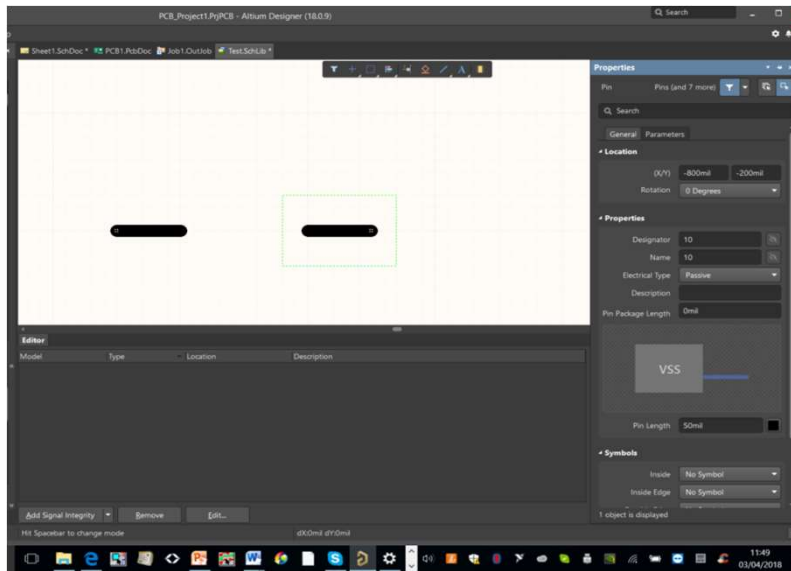 PCB_Project1.PrjPCB - Altium Designer (18.0.9)
Search
Sheet1.SchDoc * PCB1.PcbDoc Job1.OutJob Test.SchLib *
Properties
Pin Pins (and 7 more)
Search
General Parameters
Location
(X/Y) -800mil -200mil
Rotation 0 Degrees
Properties
Designator 10
Name 10
Electrical Type Passive
Description
Pin Package Length 0mil
VSS
Pin Length 50mil
Symbols
Inside No Symbol
Inside Edge No Symbol
1 object is displayed
Editor
Model Type Location Description
Add Signal Integrity Remove Edit...
Hit Spacebar to change mode dX:0mil dY:0mil
11:49
03/04/2018